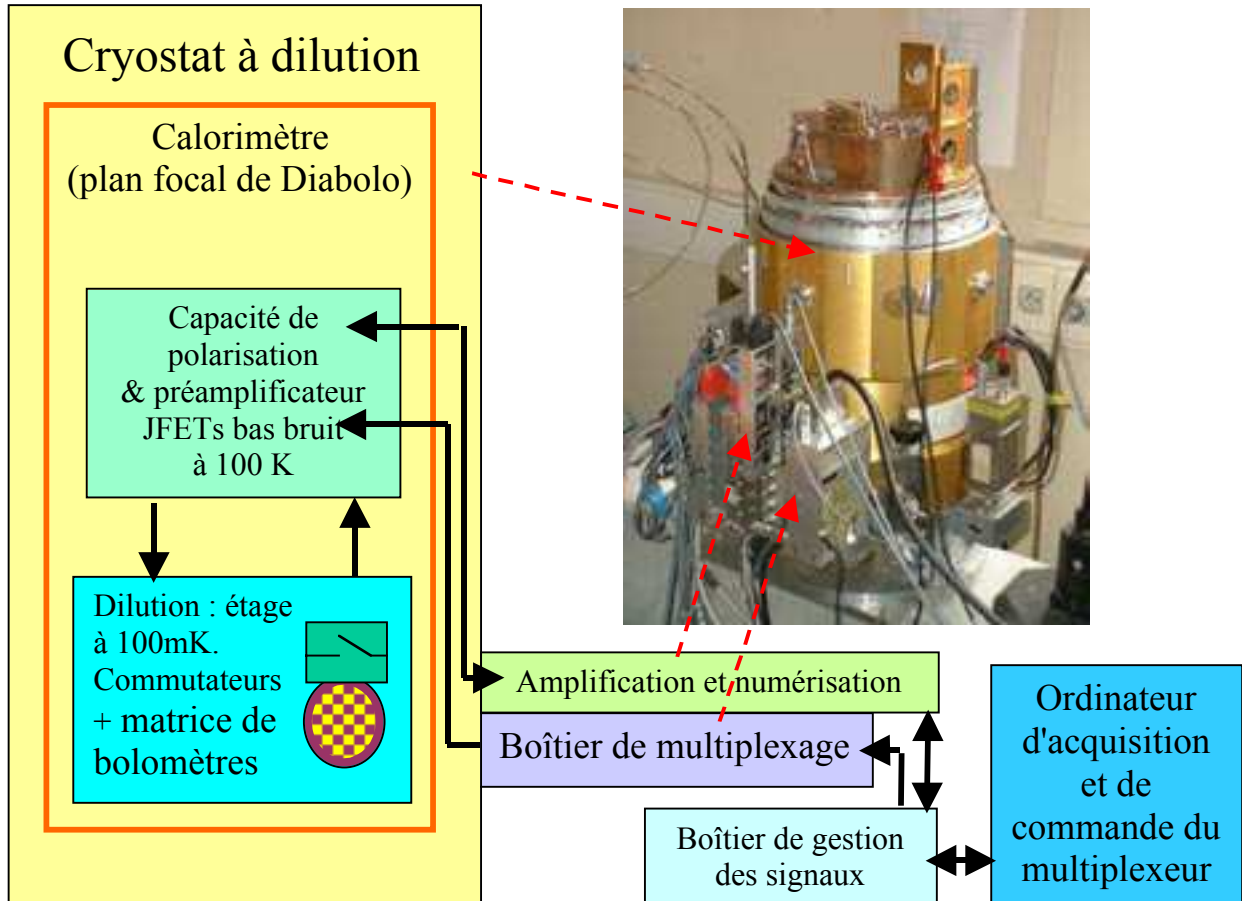 Cryostat à dilution
Calorimètre
(plan focal de Diabolo)
Capacité de
polarisation
& préamplificateur
JFETs bas bruit
à 100 K
Dilution : étage
à 100mK.
Commutateurs
+ matrice de
bolomètres
Amplification et numérisation
Boîtier de multiplexage
Boîtier de gestion
des signaux
Ordinateur
d'acquisition
et de
commande du
multiplexeur